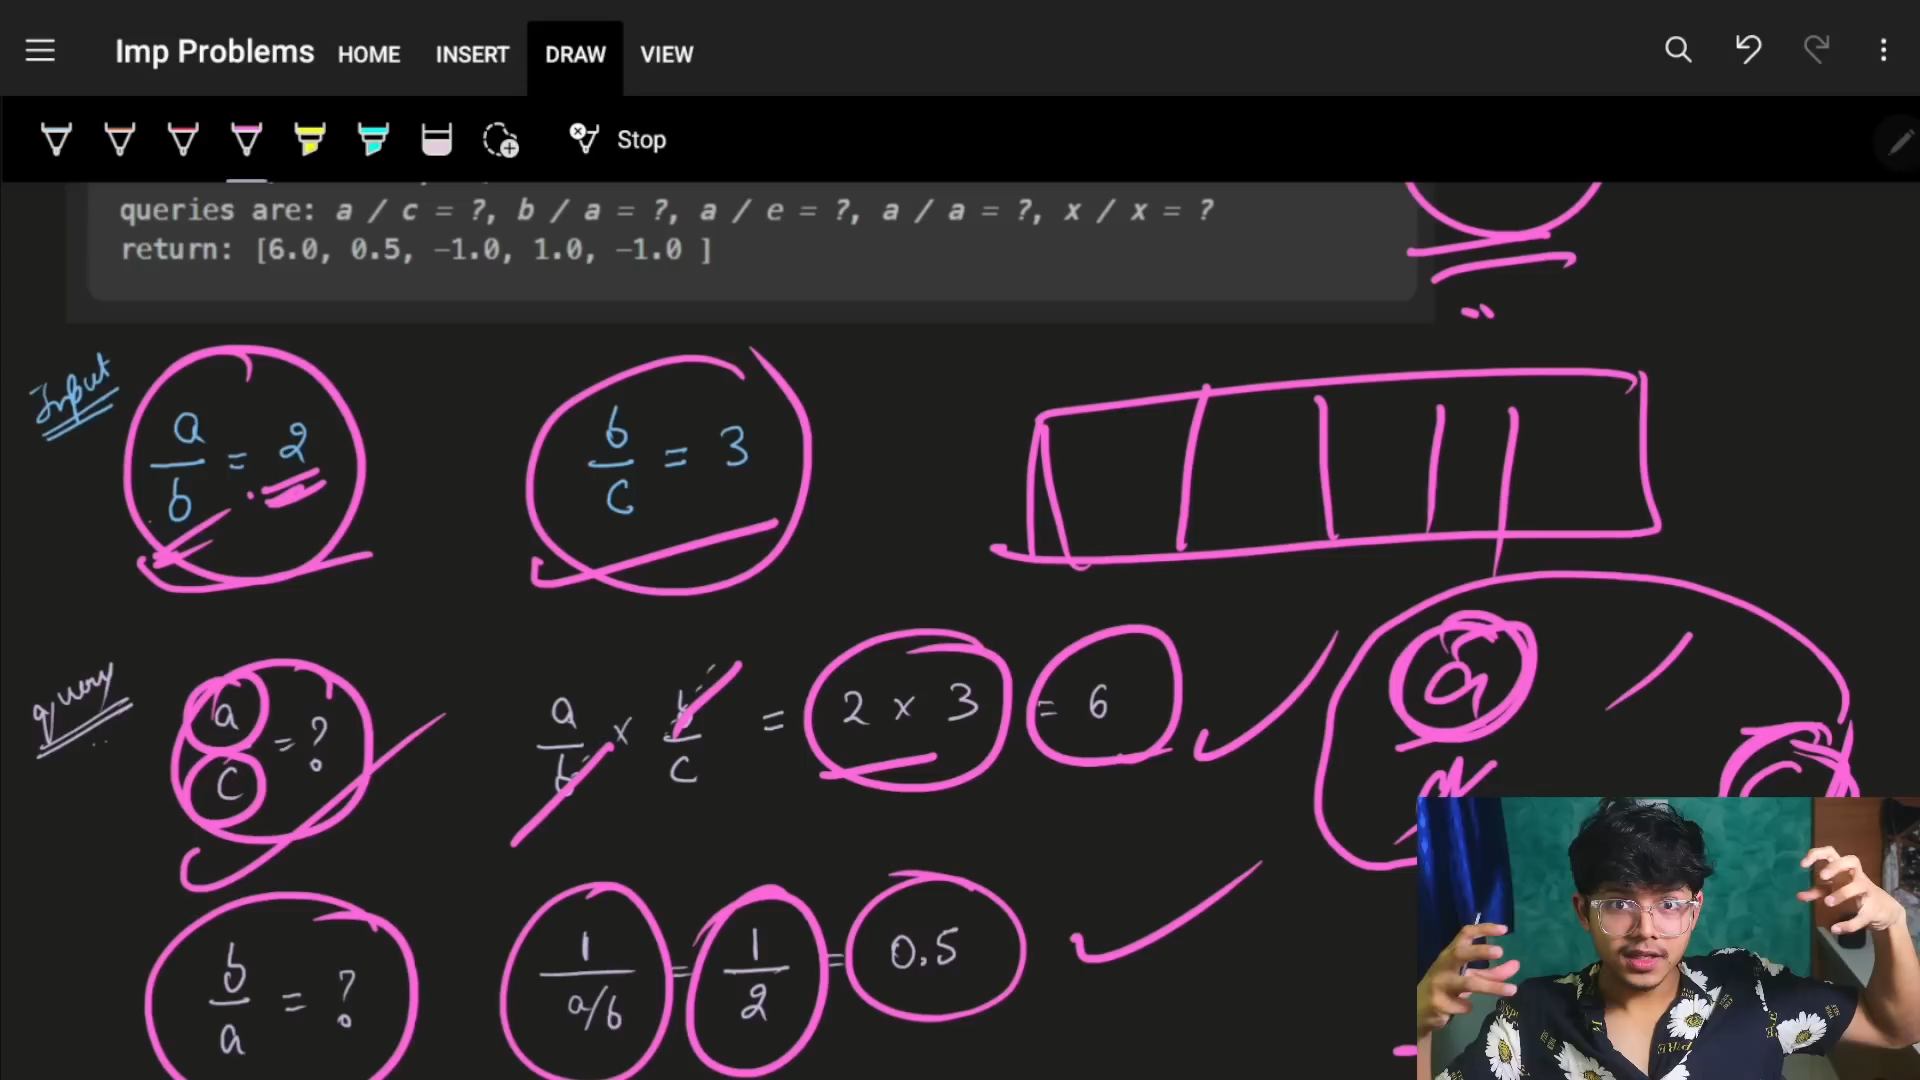 Imp Problems HOME INSERT DRAW VIEW
Stop
queries are: a / c = ?, b / a = ?, a / e = ?, a / a = ?, x / x = ?
return: [6.0, 0.5, -1.0, 1.0, -1.0 ]
Input
a/b = 2
b/c = 3
query
a/c = ?
a/b x b/c = 2 x 3 = 6
a
c
b/a = ?
1/a/b = 1/2 = 0.5